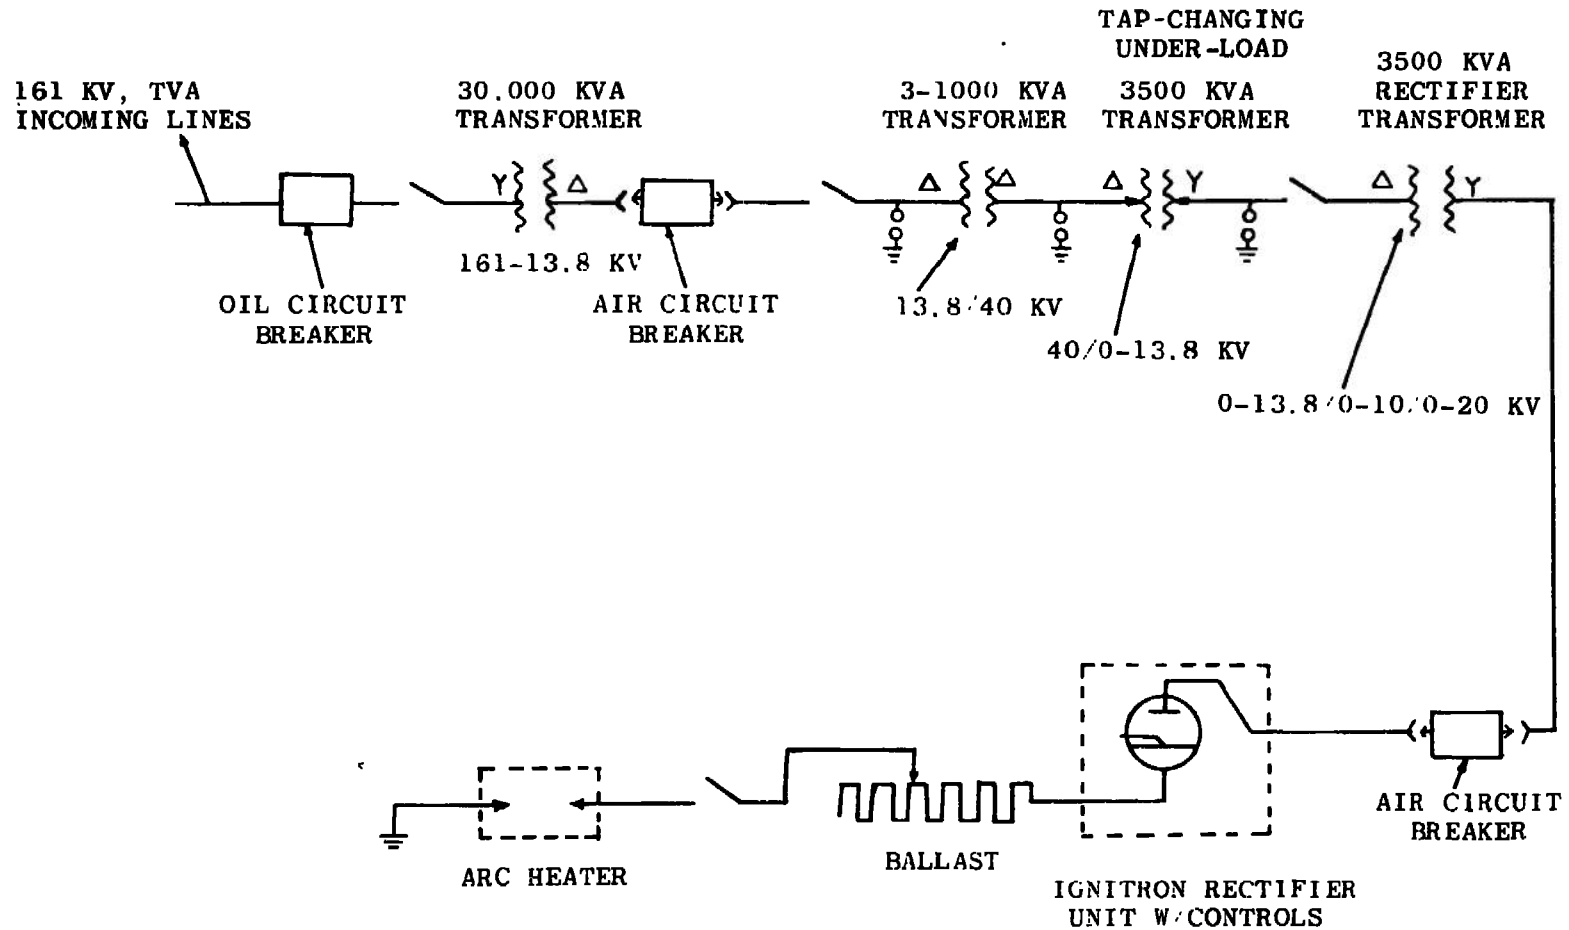 TAP-CHANGING
UNDER-LOAD
161 KV, TVA
INCOMING LINES
30.000 KVA
TRANSFORMER
3-1000 KVA
TRANSFORMER
3500 KVA
TRANSFORMER
3500 KVA
RECTIFIER
TRANSFORMER
Y Δ
Δ Δ
Δ Y
Δ Y
161-13.8 KV
OIL CIRCUIT
BREAKER
AIR CIRCUIT
BREAKER
13.8/40 KV
40/0-13.8 KV
0-13.8/0-10/0-20 KV
AIR CIRCUIT
BREAKER
BALLAST
ARC HEATER
IGNITRON RECTIFIER
UNIT W/CONTROLS